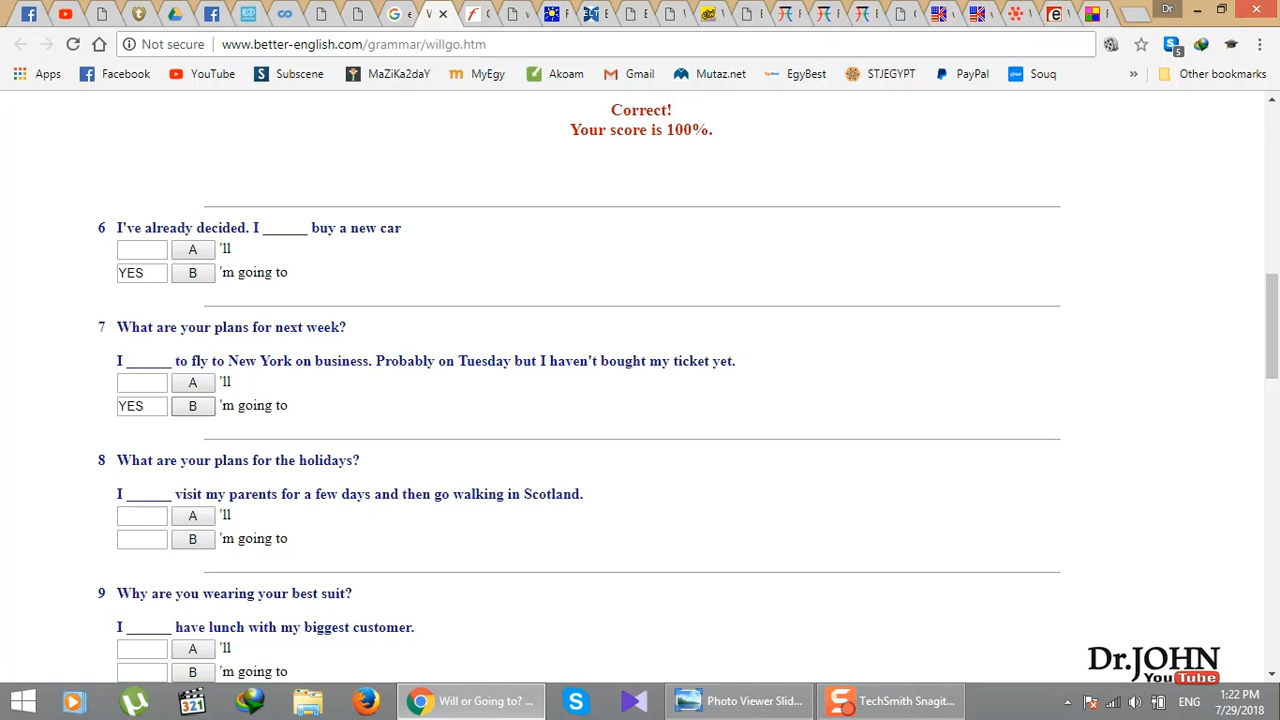 Dr
Not secure
www.better-english.com/grammar/willgo.htm
5
Apps Facebook YouTube Subscene MaZiKa2daY MyEgy Akoam Gmail Mutaz.net EgyBest STJEGYPT PayPal Souq » Other bookmarks
Correct!
Your score is 100%.
6 I've already decided. I ______ buy a new car
A 'll
YES B 'm going to
7 What are your plans for next week?
I ______ to fly to New York on business. Probably on Tuesday but I haven't bought my ticket yet.
A 'll
YES B 'm going to
8 What are your plans for the holidays?
I ______ visit my parents for a few days and then go walking in Scotland.
A 'll
B 'm going to
9 Why are you wearing your best suit?
I ______ have lunch with my biggest customer.
A 'll
B 'm going to
Dr.JOHN
YouTube
321 Will or Going to? ... Photo Viewer Slid... TechSmith Snagit... ENG 1:22 PM
7/29/2018